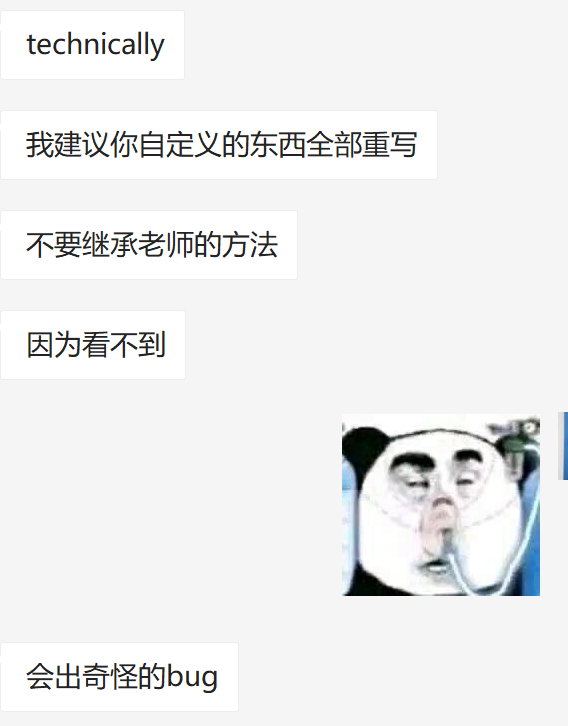 technically
我建议你自定义的东西全部重写
不要继承老师的方法
因为看不到
会出奇怪的bug